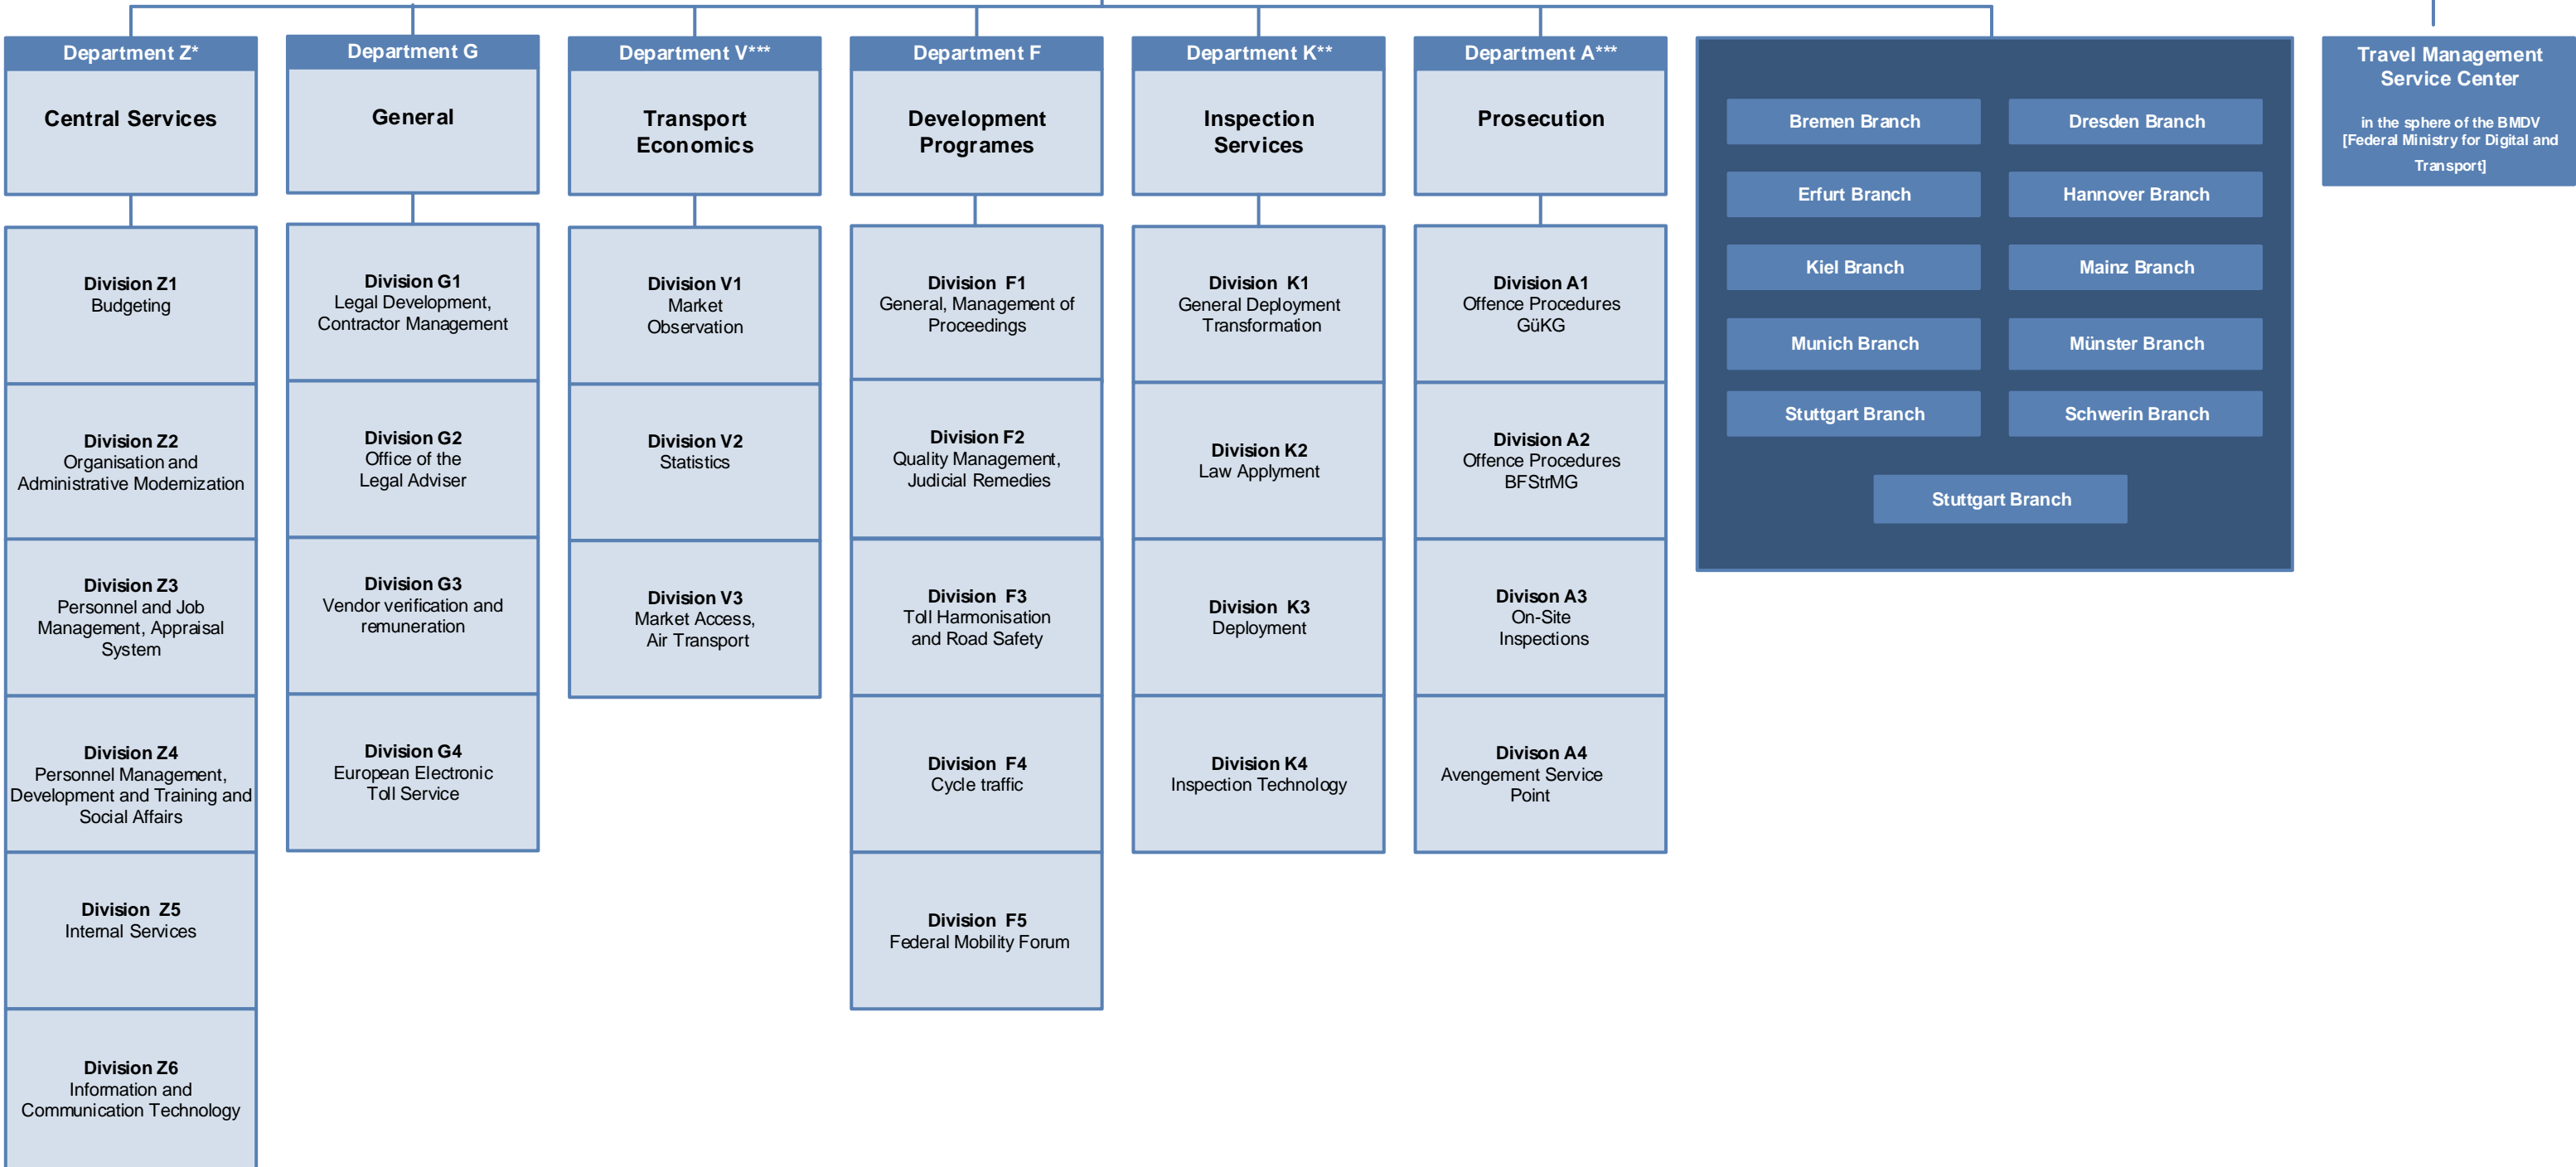 Department Z*
Central Services
Division Z1
Budgeting
Division Z2
Organisation and
Administrative Modernization
Division Z3
Personnel and Job
Management, Appraisal
System
Division Z4
Personnel Management,
Development and Training and
Social Affairs
Division Z5
Internal Services
Division Z6
Information and
Communication Technology
Department G
General
Division G1
Legal Development,
Contractor Management
Division G2
Office of the
Legal Adviser
Division G3
Vendor verification and
remuneration
Division G4
European Electronic
Toll Service
Department V***
Transport
Economics
Division V1
Market
Observation
Division V2
Statistics
Division V3
Market Access,
Air Transport
Department F
Development
Programes
Division F1
General, Management of
Proceedings
Division F2
Quality Management,
Judicial Remedies
Division F3
Toll Harmonisation
and Road Safety
Division F4
Cycle traffic
Division F5
Federal Mobility Forum
Department K**
Inspection
Services
Division K1
General Deployment
Transformation
Division K2
Law Applyment
Division K3
Deployment
Division K4
Inspection Technology
Department A***
Prosecution
Division A1
Offence Procedures
GüKG
Division A2
Offence Procedures
BFStrMG
Divison A3
On-Site
Inspections
Divison A4
Avengement Service
Point
Bremen Branch
Dresden Branch
Erfurt Branch
Hannover Branch
Kiel Branch
Mainz Branch
Munich Branch
Münster Branch
Stuttgart Branch
Schwerin Branch
Stuttgart Branch
Travel Management
Service Center
in the sphere of the BMDV
[Federal Ministry for Digital and
Transport]